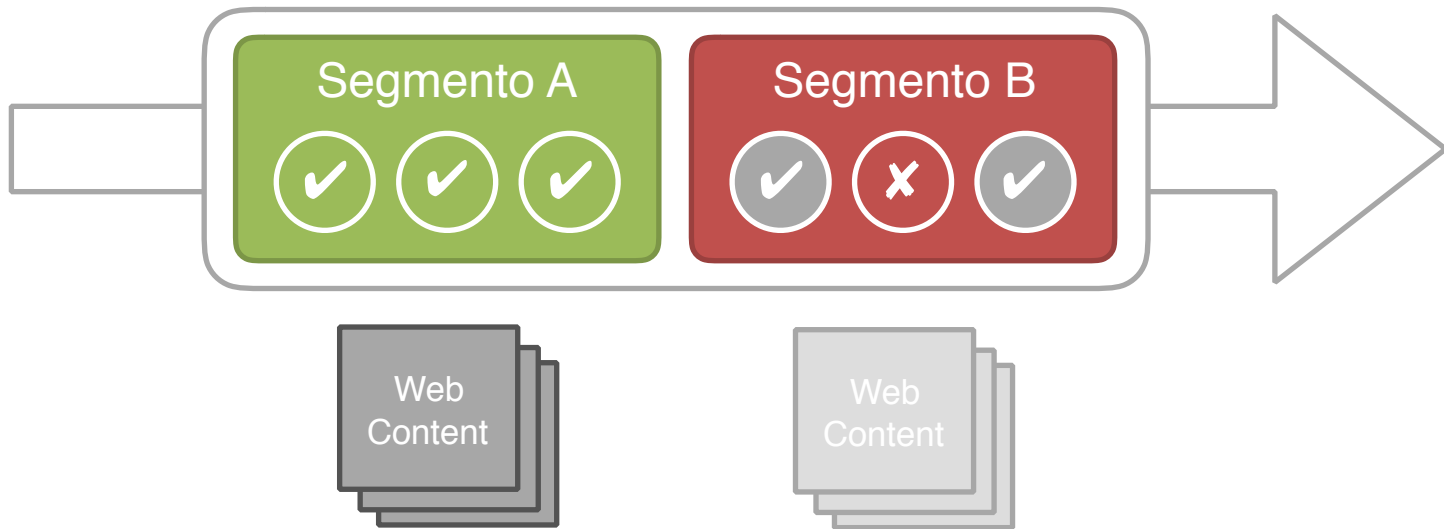 Segmento A
Segmento B
✔ ✔ ✔
✔ ✘ ✔
Web
Content
Web
Content